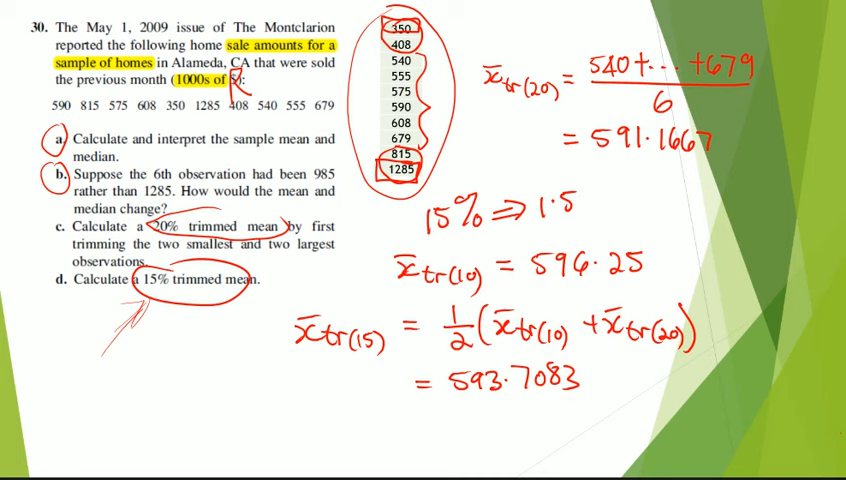 30. The May 1, 2009 issue of The Montclarion
reported the following home sale amounts for a
sample of homes in Alameda, CA that were sold
the previous month (1000s of $):
R
590 815 575 608 350 1285 408 540 555 679
a. Calculate and interpret the sample mean and
median.
b. Suppose the 6th observation had been 985
rather than 1285. How would the mean and
median change?
c. Calculate a 20% trimmed mean by first
trimming the two smallest and two largest
observations.
d. Calculate a 15% trimmed mean.
350
408
540
555
575
590
608
679
815
1285
x̄tr(20) = 540+... +679
6
= 591.1667
15% ⇒ 1.5
x̄tr(10) = 596.25
x̄tr(15) = 1/2 (x̄tr(10) + x̄tr(20))
= 593.7083